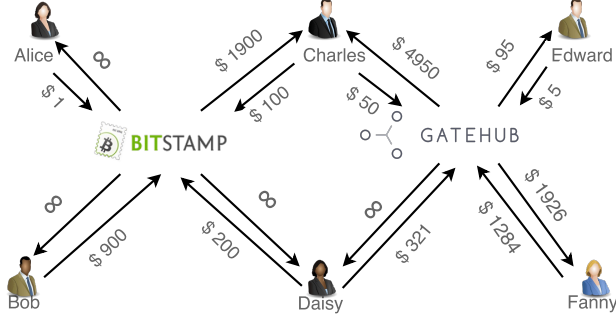 Alice
Charles
Edward
∞
$ 1900
$ 4950
$ 95
$ 1
$ 100
$ 50
$ 5
BITSTAMP
GATEHUB
∞
$ 900
∞
$ 200
∞
$ 321
$ 1926
$ 1284
Bob
Daisy
Fanny